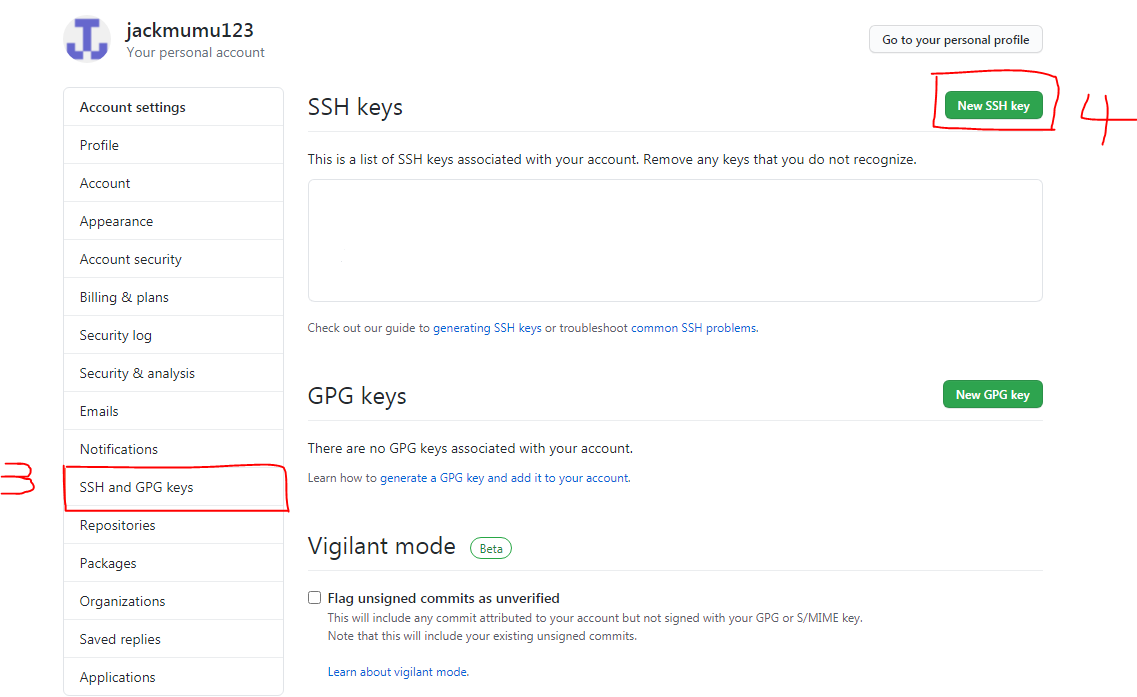 jackmumu123
Your personal account
Go to your personal profile
Account settings
Profile
Account
Appearance
Account security
Billing & plans
Security log
Security & analysis
Emails
Notifications
3
SSH and GPG keys
Repositories
Packages
Organizations
Saved replies
Applications
SSH keys
New SSH key
4
This is a list of SSH keys associated with your account. Remove any keys that you do not recognize.
Check out our guide to generating SSH keys or troubleshoot common SSH problems.
GPG keys
New GPG key
There are no GPG keys associated with your account.
Learn how to generate a GPG key and add it to your account.
Vigilant mode Beta
Flag unsigned commits as unverified
This will include any commit attributed to your account but not signed with your GPG or S/MIME key.
Note that this will include your existing unsigned commits.
Learn about vigilant mode.